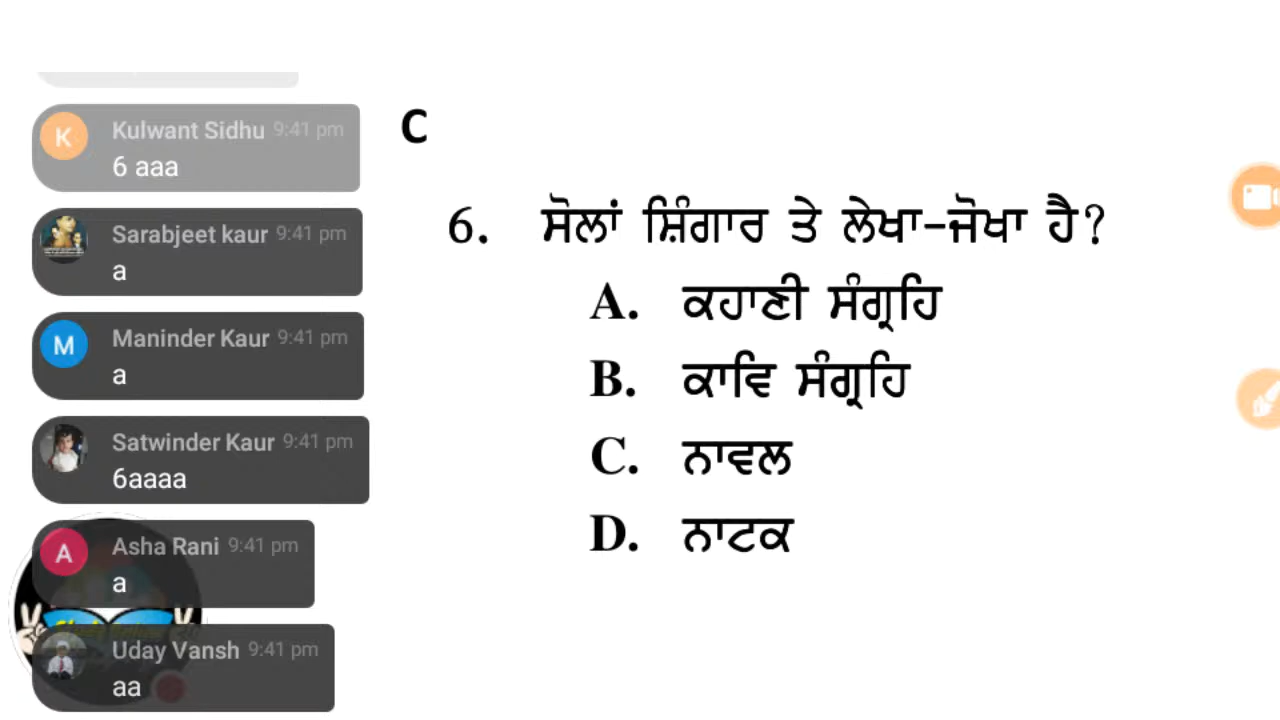 K
Kulwant Sidhu 9:41 pm
6 aaa
Sarabjeet kaur 9:41 pm
a
M
Maninder Kaur 9:41 pm
a
Satwinder Kaur 9:41 pm
6aaaa
A
Asha Rani 9:41 pm
a
Uday Vansh 9:41 pm
aa
C
6. ਸੋਲਾਂ ਸ਼ਿੰਗਾਰ ਤੇ ਲੇਖਾ-ਜੋਖਾ ਹੈ?
A. ਕਹਾਣੀ ਸੰਗ੍ਰਹਿ
B. ਕਾਵਿ ਸੰਗ੍ਰਹਿ
C. ਨਾਵਲ
D. ਨਾਟਕ